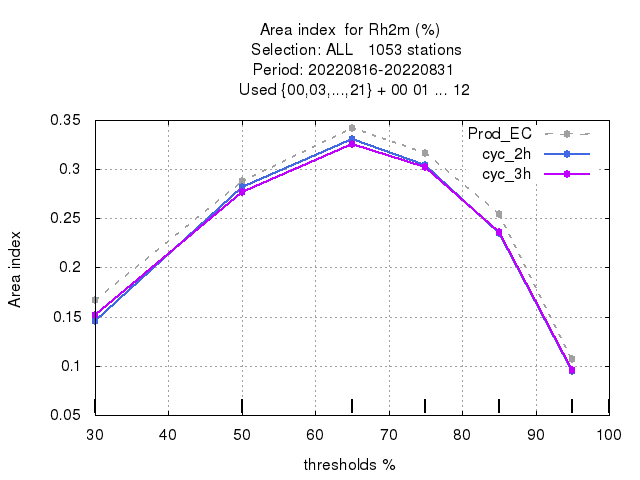 Area index  for Rh2m (%)
Selection: ALL   1053 stations
Period: 20220816-20220831
Used {00,03,...,21} + 00 01 ... 12
Prod_EC
cyc_2h
cyc_3h
Area index
0.35
0.3
0.25
0.2
0.15
0.1
0.05
30 40 50 60 70 80 90 100
thresholds %